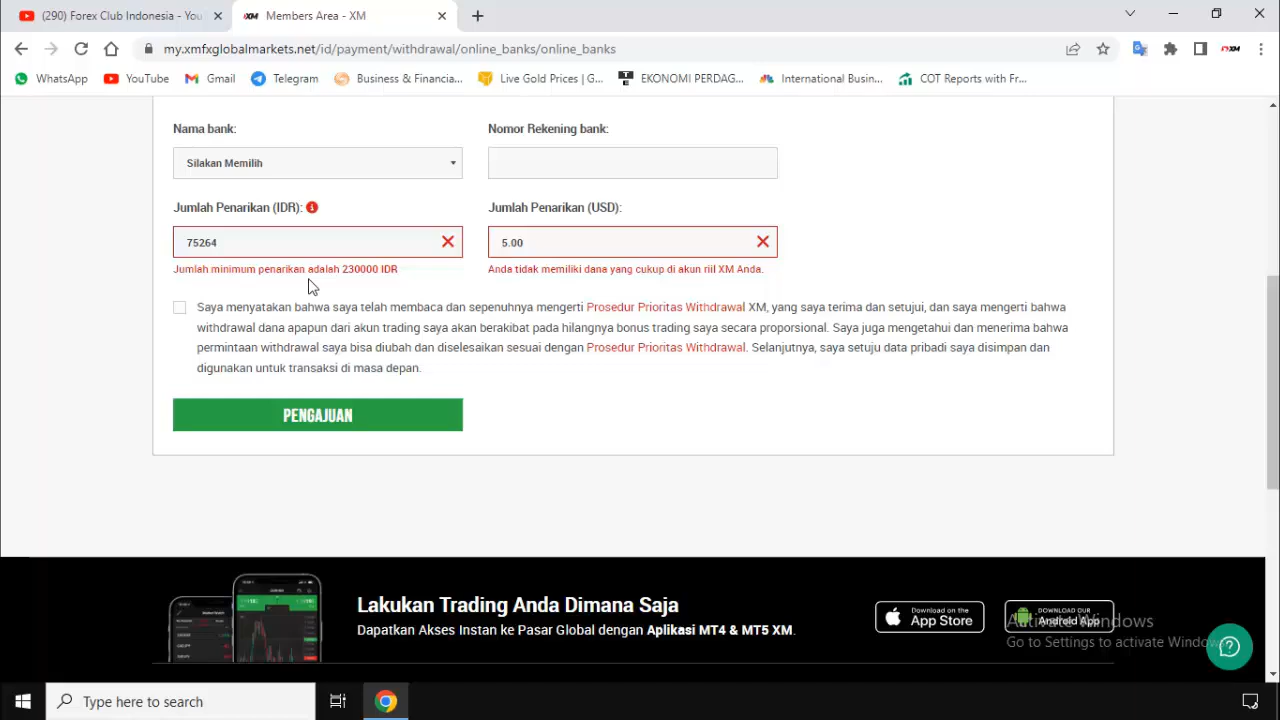 (290) Forex Club Indonesia - You
XM Members Area - XM
my.xmfxglobalmarkets.net/id/payment/withdrawal/online_banks/online_banks
WhatsApp YouTube Gmail Telegram Business & Financia... Live Gold Prices | G... EKONOMI PERDAG... International Busin... COT Reports with Fr...
Nama bank: Nomor Rekening bank:
Silakan Memilih
Jumlah Penarikan (IDR): Jumlah Penarikan (USD):
75264 5.00
Jumlah minimum penarikan adalah 230000 IDR Anda tidak memiliki dana yang cukup di akun riil XM Anda.
Saya menyatakan bahwa saya telah membaca dan sepenuhnya mengerti Prosedur Prioritas Withdrawal XM, yang saya terima dan setujui, dan saya mengerti bahwa
withdrawal dana apapun dari akun trading saya akan berakibat pada hilangnya bonus trading saya secara proporsional. Saya juga mengetahui dan menerima bahwa
permintaan withdrawal saya bisa diubah dan diselesaikan sesuai dengan Prosedur Prioritas Withdrawal. Selanjutnya, saya setuju data pribadi saya disimpan dan
digunakan untuk transaksi di masa depan.
PENGAJUAN
Lakukan Trading Anda Dimana Saja
Dapatkan Akses Instan ke Pasar Global dengan Aplikasi MT4 & MT5 XM.
Download on the
App Store
DOWNLOAD OUR
Android App
Activate Windows
Go to Settings to activate Windows
Type here to search